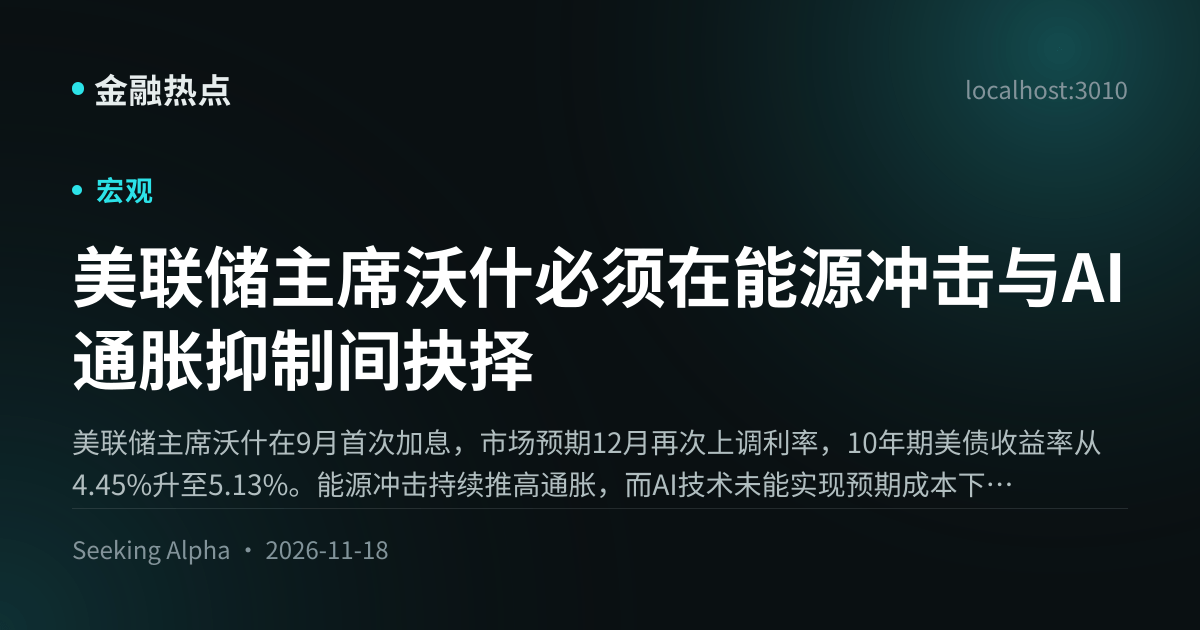 金融热点
localhost:3010
宏观
美联储主席沃什必须在能源冲击与AI
通胀抑制间抉择
美联储主席沃什在9月首次加息，市场预期12月再次上调利率，10年期美债收益率从
4.45%升至5.13%。能源冲击持续推高通胀，而AI技术未能实现预期成本下…
Seeking Alpha · 2026-11-18